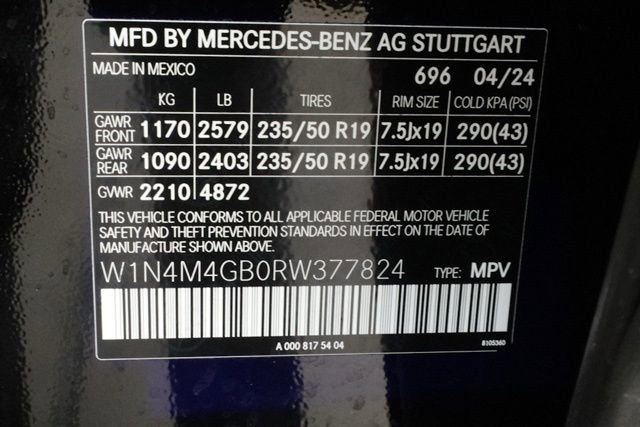 MFD BY MERCEDES-BENZ AG STUTTGART
MADE IN MEXICO 696 04/24
KG LB TIRES RIM SIZE COLD KPA (PSI)
GAWR FRONT 1170 2579 235/50 R19 7.5Jx19 290(43)
GAWR REAR 1090 2403 235/50 R19 7.5Jx19 290(43)
GVWR 2210 4872
THIS VEHICLE CONFORMS TO ALL APPLICABLE FEDERAL MOTOR VEHICLE
SAFETY AND THEFT PREVENTION STANDARDS IN EFFECT ON THE DATE
OF MANUFACTURE SHOWN ABOVE.
W1N4M4GB0RW377824 TYPE: MPV
A 000 817 54 04 8105360